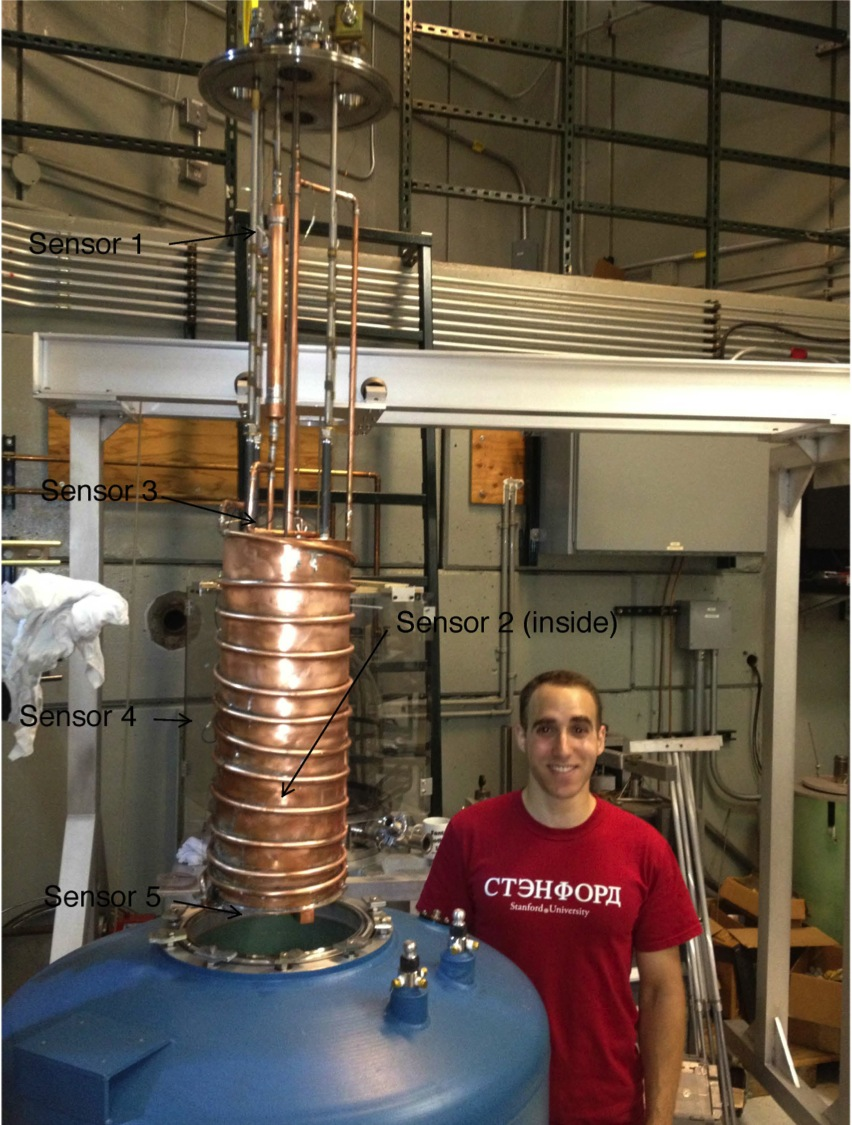 Sensor 1
Sensor 3
Sensor 2 (inside)
Sensor 4
Sensor 5
СТЭНФОРД
Stanford University